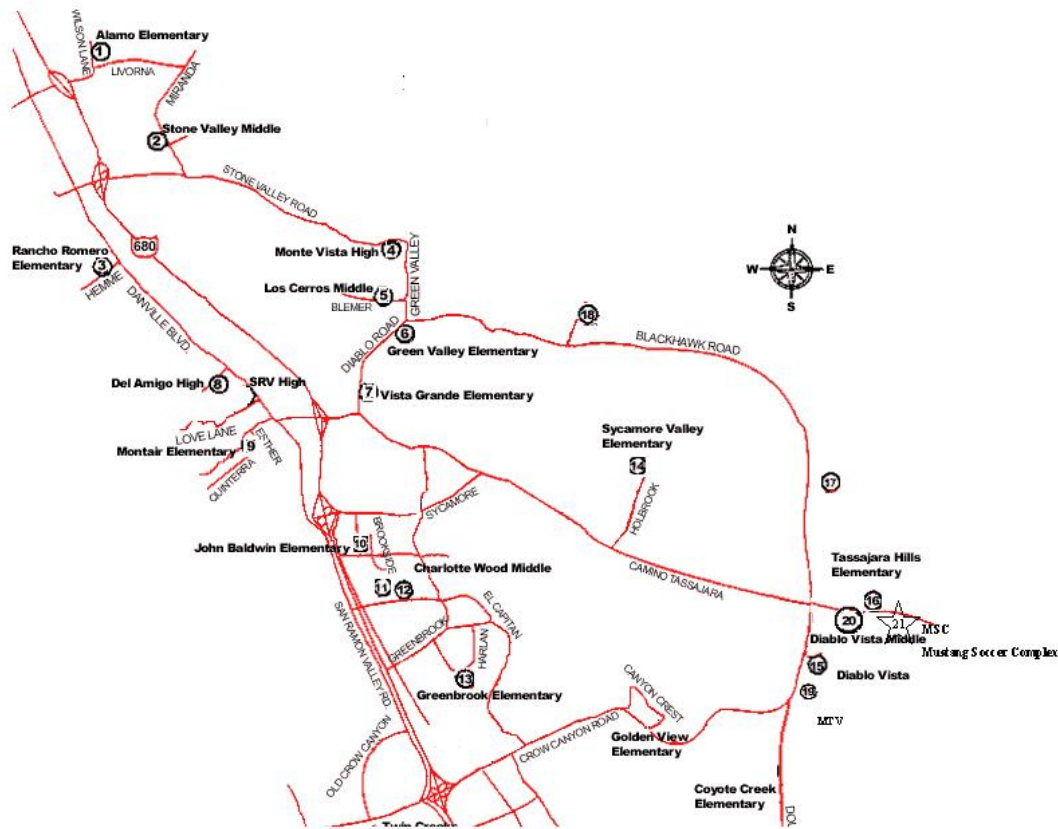 Alamo Elementary
WILSON LANE
1
LIVORNA
MIRANDA
Stone Valley Middle
2
STONE VALLEY ROAD
680
Rancho Romero
Elementary
3
HEMME
DANVILLE BLVD.
Monte Vista High
4
GREEN VALLEY
Los Cerros Middle
5
BLEMER
N
W
E
S
18
BLACKHAWK ROAD
DIABLO ROAD
6
Green Valley Elementary
Del Amigo High
8
SRV High
7
Vista Grande Elementary
LOVE LANE
ESTHER
Montair Elementary
9
QUINTERRA
Sycamore Valley
Elementary
14
HOLBROOK
17
SYCAMORE
BROOKSIDE
John Baldwin Elementary
10
Charlotte Wood Middle
11
12
CAMINO TASSAJARA
Tassajara Hills
Elementary
16
20
21
MSC
Diablo Vista Middle
Mustang Soccer Complex
EL CAPITAN
SAN RAMON VALLEY RD.
GREENBROOK
HARLAN
13
Greenbrook Elementary
15
Diablo Vista
19
MTV
CANYON CREST
OLD CROW CANYON
CROW CANYON ROAD
Golden View
Elementary
Coyote Creek
Elementary
DOU
Twin Creeks